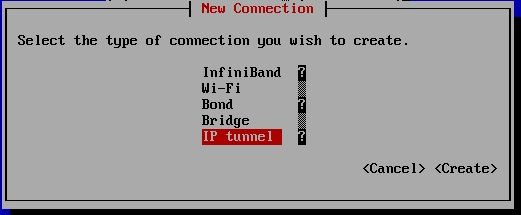 New Connection
Select the type of connection you wish to create.
InfiniBand ?
Wi-Fi
Bond ?
Bridge
IP tunnel ?
<Cancel> <Create>